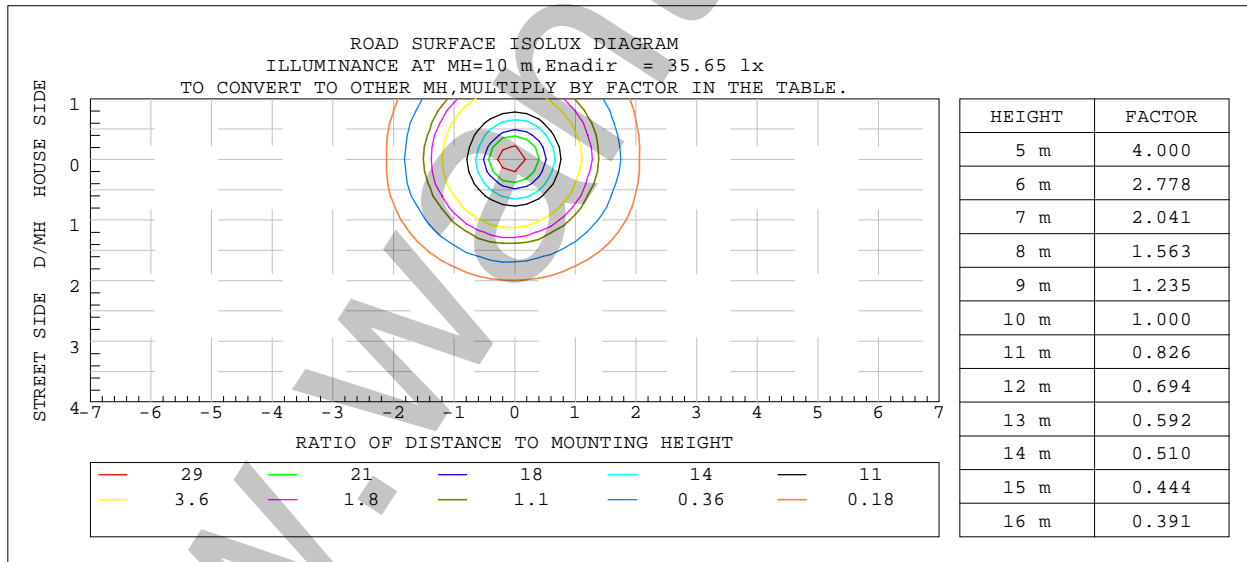 ROAD SURFACE ISOLUX DIAGRAM
ILLUMINANCE AT MH=10 m,Enadir = 35.65 lx
TO CONVERT TO OTHER MH,MULTIPLY BY FACTOR IN THE TABLE.
STREET SIDE D/MH HOUSE SIDE
1
0
1
2
3
4
-7 -6 -5 -4 -3 -2 -1 0 1 2 3 4 5 6 7
RATIO OF DISTANCE TO MOUNTING HEIGHT
29 21 18 14 11
3.6 1.8 1.1 0.36 0.18
HEIGHT FACTOR
5 m 4.000
6 m 2.778
7 m 2.041
8 m 1.563
9 m 1.235
10 m 1.000
11 m 0.826
12 m 0.694
13 m 0.592
14 m 0.510
15 m 0.444
16 m 0.391